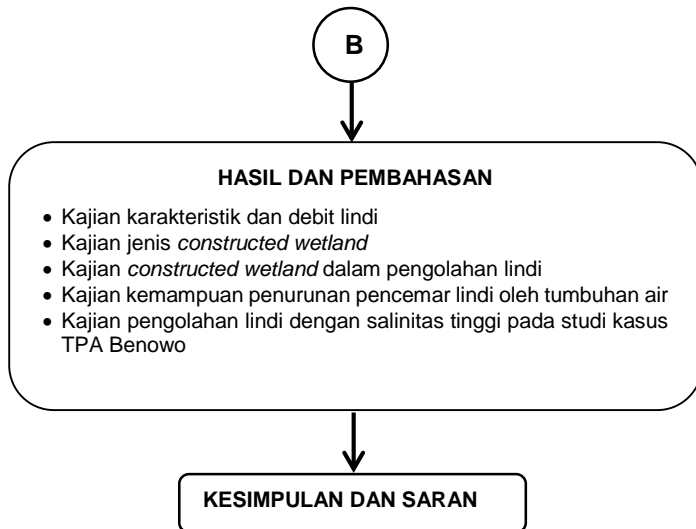 B
HASIL DAN PEMBAHASAN
• Kajian karakteristik dan debit lindi
• Kajian jenis constructed wetland
• Kajian constructed wetland dalam pengolahan lindi
• Kajian kemampuan penurunan pencemar lindi oleh tumbuhan air
• Kajian pengolahan lindi dengan salinitas tinggi pada studi kasus
TPA Benowo
KESIMPULAN DAN SARAN